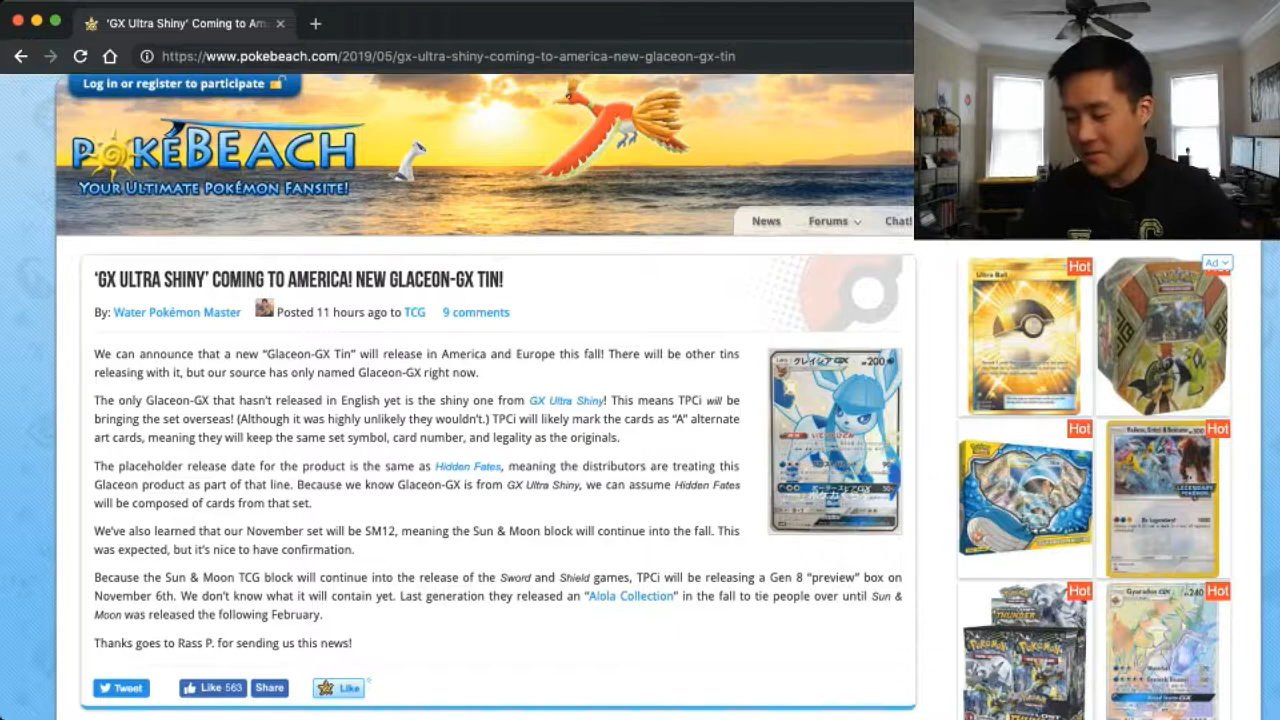 'GX Ultra Shiny' Coming to Am
https://www.pokebeach.com/2019/05/gx-ultra-shiny-coming-to-america-new-glaceon-gx-tin
Log in or register to participate
POKÉBEACH
YOUR ULTIMATE POKÉMON FANSITE!
News Forums Chat!
'GX ULTRA SHINY' COMING TO AMERICA! NEW GLACEON-GX TIN!
By: Water Pokémon Master Posted 11 hours ago to TCG 9 comments
We can announce that a new "Glaceon-GX Tin" will release in America and Europe this fall! There will be other tins
releasing with it, but our source has only named Glaceon-GX right now.
The only Glaceon-GX that hasn't released in English yet is the shiny one from GX Ultra Shiny! This means TPCi will be
bringing the set overseas! (Although it was highly unlikely they wouldn't.) TPCi will likely mark the cards as "A" alternate
art cards, meaning they will keep the same set symbol, card number, and legality as the originals.
The placeholder release date for the product is the same as Hidden Fates, meaning the distributors are treating this
Glaceon product as part of that line. Because we know Glaceon-GX is from GX Ultra Shiny, we can assume Hidden Fates
will be composed of cards from that set.
We've also learned that our November set will be SM12, meaning the Sun & Moon block will continue into the fall. This
was expected, but it's nice to have confirmation.
Because the Sun & Moon TCG block will continue into the release of the Sword and Shield games, TPCi will be releasing a Gen 8 "preview" box on
November 6th. We don't know what it will contain yet. Last generation they released an "Alola Collection" in the fall to tie people over until Sun &
Moon was released the following February.
Thanks goes to Rass P. for sending us this news!
Tweet Like 563 Share Like
グレイシアGX 200
Ad
Hot
Ultra Ball
Hot
Hot
Hot
Hot
Gyarados GX 240